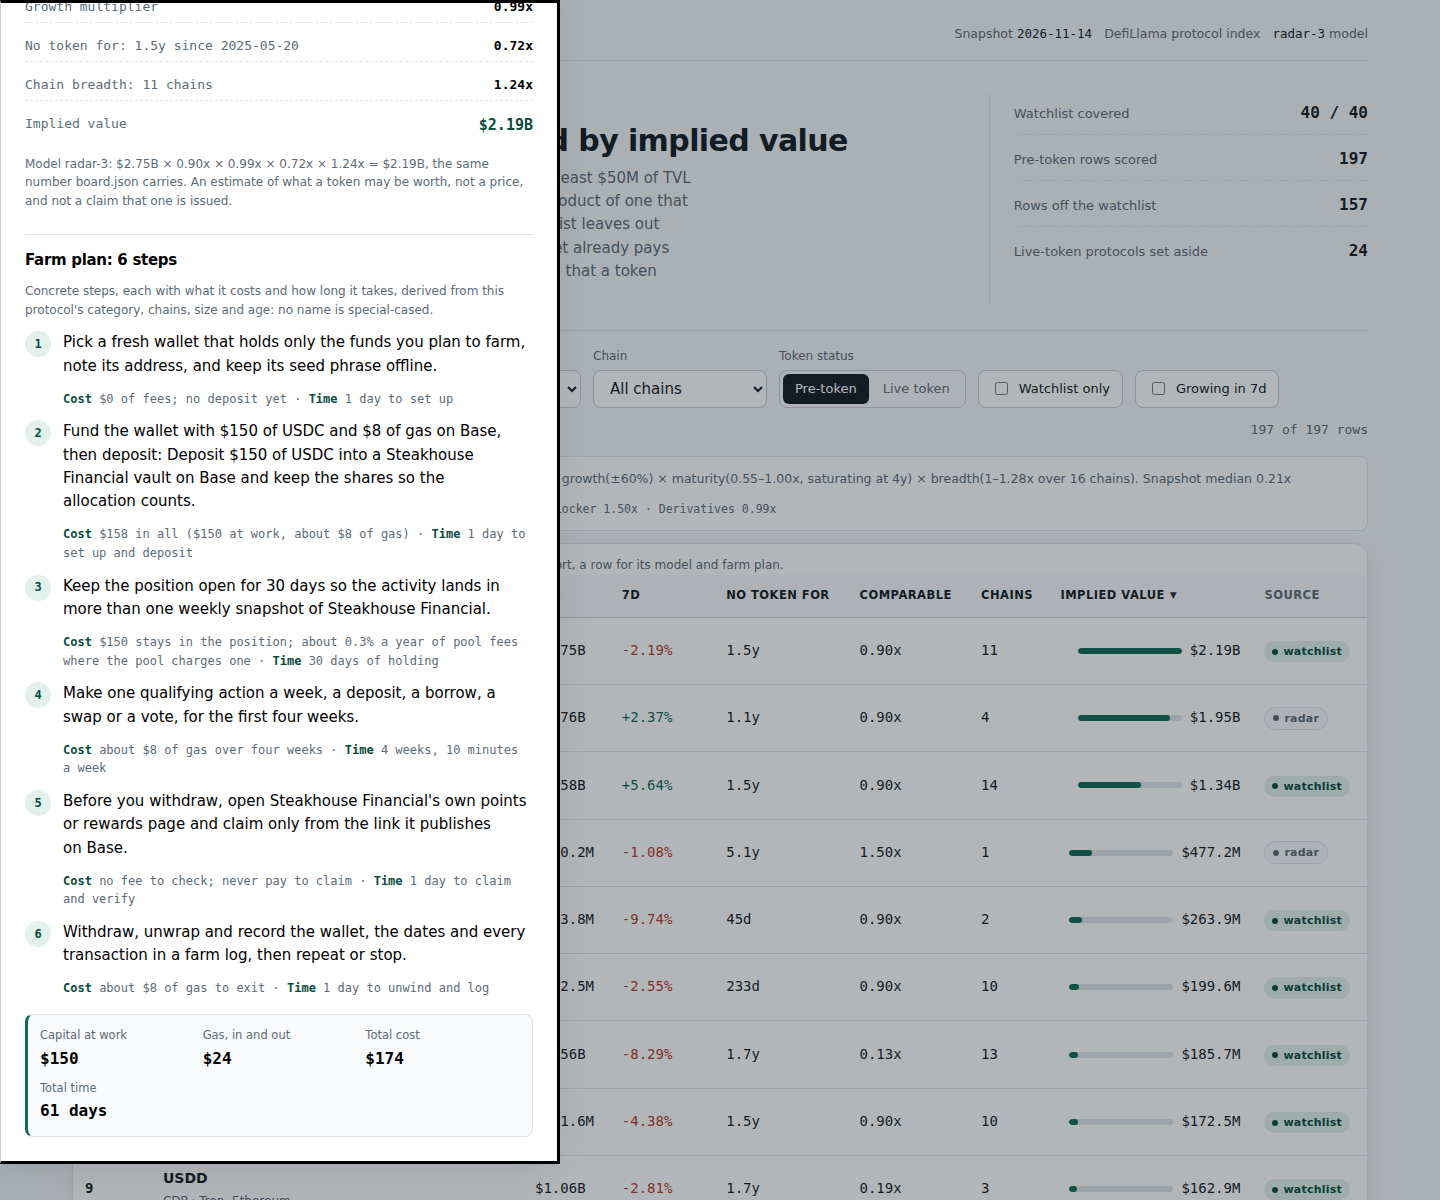 Growth multiplier 0.99x
No token for: 1.5y since 2025-05-20 0.72x
Chain breadth: 11 chains 1.24x
Implied value $2.19B
Model radar-3: $2.75B × 0.90x × 0.99x × 0.72x × 1.24x = $2.19B, the same
number board.json carries. An estimate of what a token may be worth, not a price,
and not a claim that one is issued.
Farm plan: 6 steps
Concrete steps, each with what it costs and how long it takes, derived from this
protocol's category, chains, size and age: no name is special-cased.
1 Pick a fresh wallet that holds only the funds you plan to farm,
note its address, and keep its seed phrase offline.
Cost $0 of fees; no deposit yet · Time 1 day to set up
2 Fund the wallet with $150 of USDC and $8 of gas on Base,
then deposit: Deposit $150 of USDC into a Steakhouse
Financial vault on Base and keep the shares so the
allocation counts.
Cost $158 in all ($150 at work, about $8 of gas) · Time 1 day to
set up and deposit
3 Keep the position open for 30 days so the activity lands in
more than one weekly snapshot of Steakhouse Financial.
Cost $150 stays in the position; about 0.3% a year of pool fees
where the pool charges one · Time 30 days of holding
4 Make one qualifying action a week, a deposit, a borrow, a
swap or a vote, for the first four weeks.
Cost about $8 of gas over four weeks · Time 4 weeks, 10 minutes
a week
5 Before you withdraw, open Steakhouse Financial's own points
or rewards page and claim only from the link it publishes
on Base.
Cost no fee to check; never pay to claim · Time 1 day to claim
and verify
6 Withdraw, unwrap and record the wallet, the dates and every
transaction in a farm log, then repeat or stop.
Cost about $8 of gas to exit · Time 1 day to unwind and log
Capital at work Gas, in and out Total cost
$150 $24 $174
Total time
61 days
Snapshot 2026-11-14 DefiLlama protocol index radar-3 model
d by implied value
east $50M of TVL
oduct of one that
ist leaves out
et already pays
that a token
Watchlist covered 40 / 40
Pre-token rows scored 197
Rows off the watchlist 157
Live-token protocols set aside 24
Chain Token status
All chains Pre-token Live token Watchlist only Growing in 7d
197 of 197 rows
growth(±60%) × maturity(0.55–1.00x, saturating at 4y) × breadth(1–1.28x over 16 chains). Snapshot median 0.21x
ocker 1.50x · Derivatives 0.99x
ort, a row for its model and farm plan.
7D NO TOKEN FOR COMPARABLE CHAINS IMPLIED VALUE ▼ SOURCE
75B -2.19% 1.5y 0.90x 11 $2.19B watchlist
76B +2.37% 1.1y 0.90x 4 $1.95B radar
58B +5.64% 1.5y 0.90x 14 $1.34B watchlist
0.2M -1.08% 5.1y 1.50x 1 $477.2M radar
3.8M -9.74% 45d 0.90x 2 $263.9M watchlist
2.5M -2.55% 233d 0.90x 10 $199.6M watchlist
56B -8.29% 1.7y 0.13x 13 $185.7M watchlist
1.6M -4.38% 1.5y 0.90x 10 $172.5M watchlist
USDD
9 $1.06B -2.81% 1.7y 0.19x 3 $162.9M watchlist
CDP · Tron, Ethereum